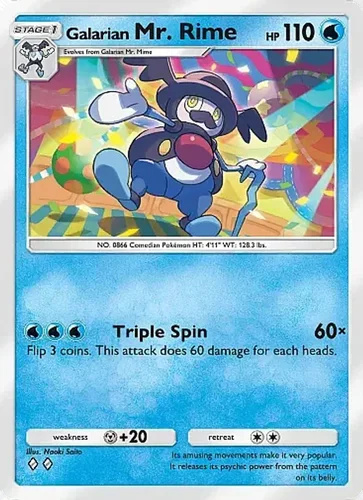 STAGE 1 Galarian Mr. Rime HP 110
Evolves from Galarian Mr. Mime
NO. 0866 Comedian Pokémon HT: 4'11" WT: 128.3 lbs.
Triple Spin 60×
Flip 3 coins. This attack does 60 damage for each heads.
weakness +20 retreat
Illus. Naoki Saito
Its amusing movements make it very popular.
It releases its psychic power from the pattern
on its belly.